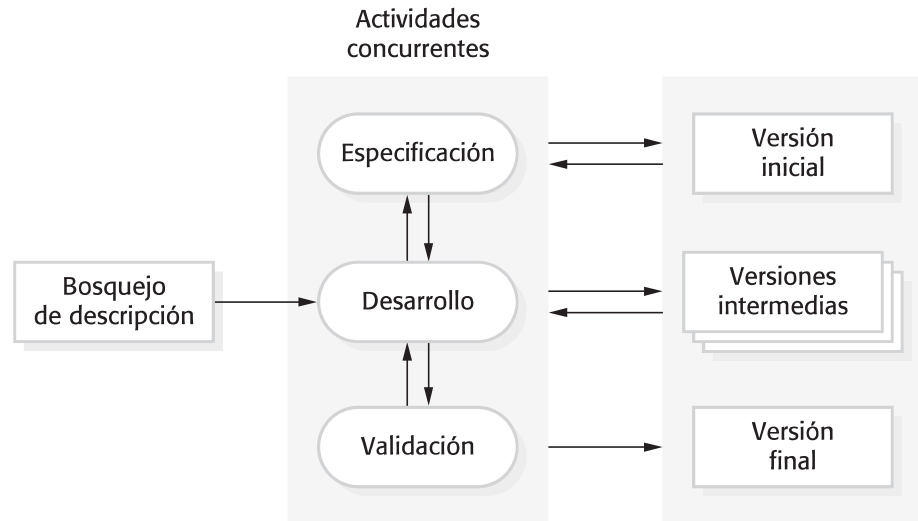 Actividades
concurrentes
Especificación
Versión
inicial
Bosquejo
de descripción
Desarrollo
Versiones
intermedias
Validación
Versión
final